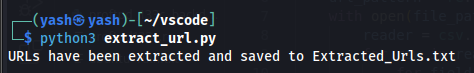 (yash㉿yash)-[~/vscode]
$ python3 extract_url.py
URLs have been extracted and saved to Extracted_Urls.txt